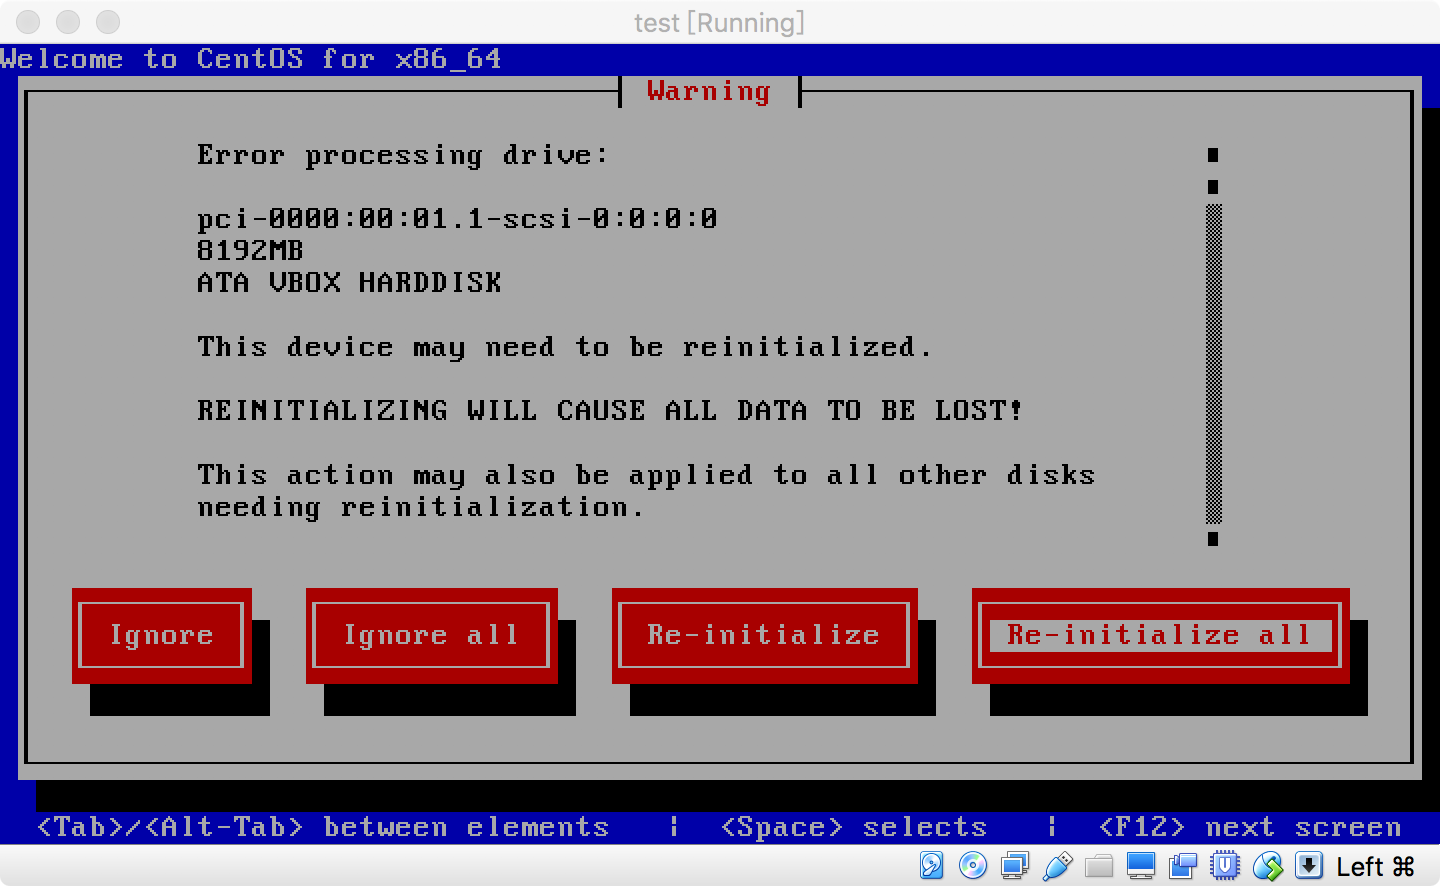 test [Running]
Welcome to CentOS for x86_64
Warning
Error processing drive:
pci-0000:00:01.1-scsi-0:0:0:0
8192MB
ATA VBOX HARDDISK
This device may need to be reinitialized.
REINITIALIZING WILL CAUSE ALL DATA TO BE LOST!
This action may also be applied to all other disks
needing reinitialization.
Ignore Ignore all Re-initialize Re-initialize all
<Tab>/<Alt-Tab> between elements | <Space> selects | <F12> next screen
Left ⌘